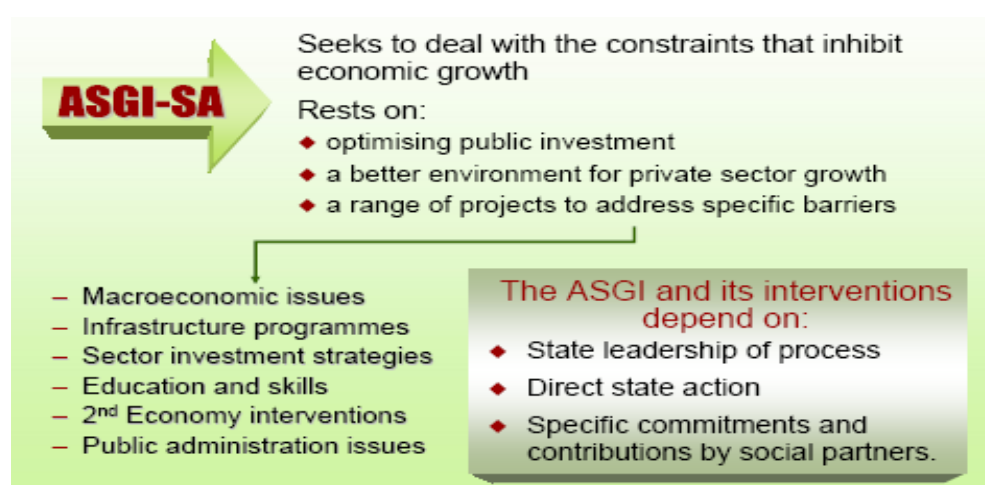 ASGI-SA
Seeks to deal with the constraints that inhibit
economic growth
Rests on:
◆ optimising public investment
◆ a better environment for private sector growth
◆ a range of projects to address specific barriers
– Macroeconomic issues
– Infrastructure programmes
– Sector investment strategies
– Education and skills
– 2nd Economy interventions
– Public administration issues
The ASGI and its interventions
depend on:
◆ State leadership of process
◆ Direct state action
◆ Specific commitments and
contributions by social partners.